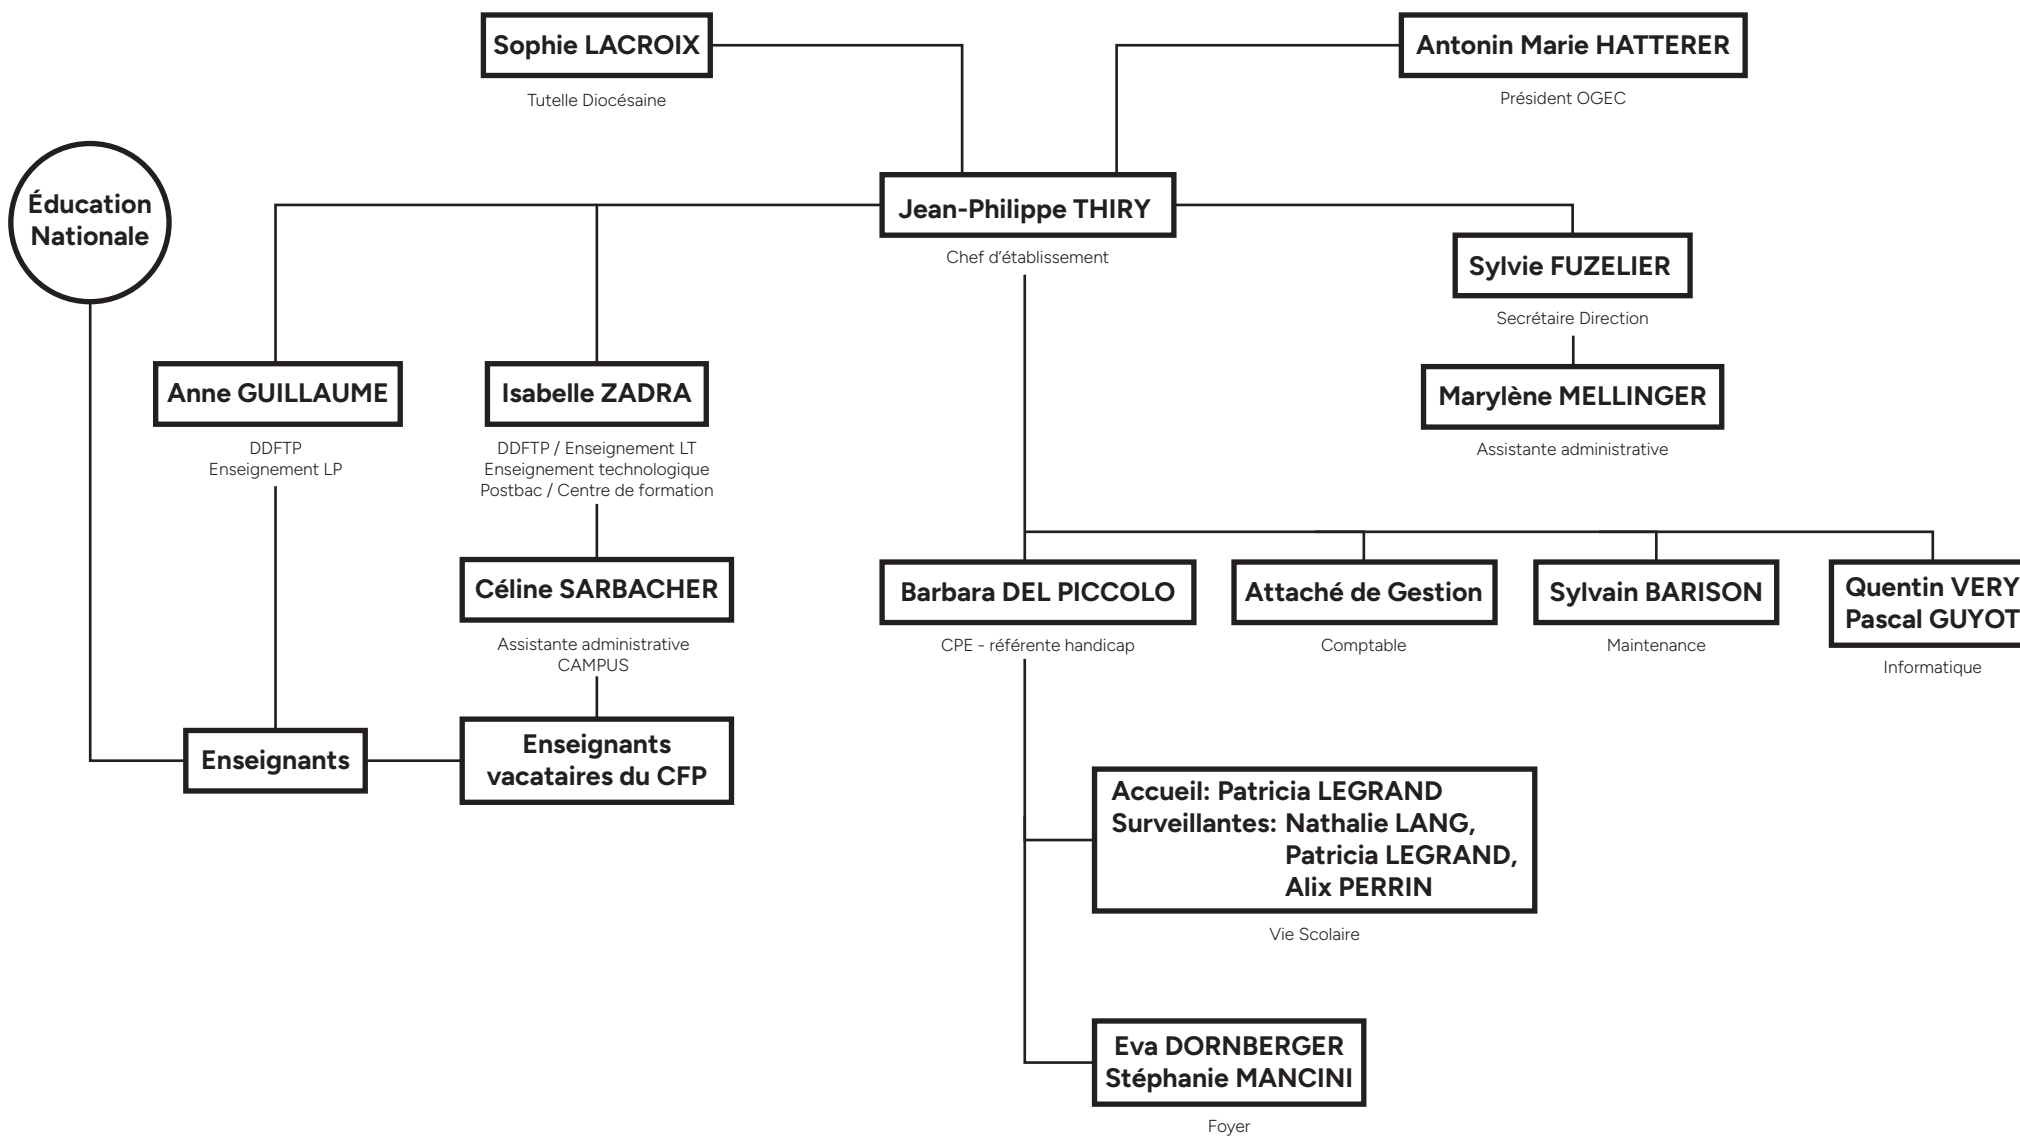 Sophie LACROIX
Tutelle Diocésaine
Antonin Marie HATTERER
Président OGEC
Éducation
Nationale
Jean-Philippe THIRY
Chef d'établissement
Sylvie FUZELIER
Secrétaire Direction
Marylène MELLINGER
Assistante administrative
Anne GUILLAUME
DDFTP
Enseignement LP
Isabelle ZADRA
DDFTP / Enseignement LT
Enseignement technologique
Postbac / Centre de formation
Céline SARBACHER
Assistante administrative
CAMPUS
Enseignants
Enseignants
vacataires du CFP
Barbara DEL PICCOLO
CPE - référente handicap
Attaché de Gestion
Comptable
Sylvain BARISON
Maintenance
Quentin VERY
Pascal GUYOT
Informatique
Accueil: Patricia LEGRAND
Surveillantes: Nathalie LANG,
Patricia LEGRAND,
Alix PERRIN
Vie Scolaire
Eva DORNBERGER
Stéphanie MANCINI
Foyer